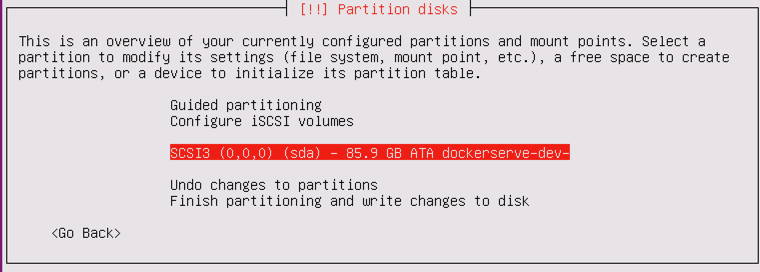 [!!] Partition disks
This is an overview of your currently configured partitions and mount points. Select a
partition to modify its settings (file system, mount point, etc.), a free space to create
partitions, or a device to initialize its partition table.
Guided partitioning
Configure iSCSI volumes
SCSI3 (0,0,0) (sda) - 85.9 GB ATA dockerserve-dev-
Undo changes to partitions
Finish partitioning and write changes to disk
<Go Back>